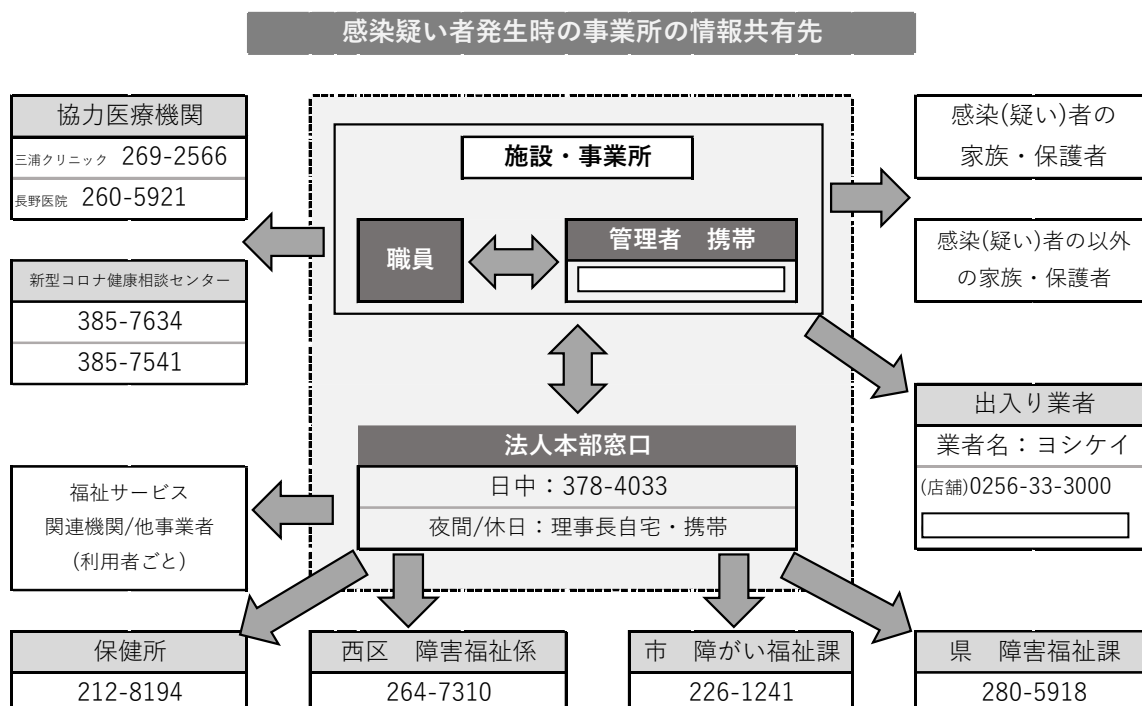 感染疑い者発生時の事業所の情報共有先
協力医療機関
三浦クリニック 269-2566
長野医院 260-5921
新型コロナ健康相談センター
385-7634
385-7541
施設・事業所
職員
管理者　携帯
感染(疑い)者の
家族・保護者
感染(疑い)者の以外
の家族・保護者
出入り業者
業者名：ヨシケイ
(店舗)0256-33-3000
法人本部窓口
日中：378-4033
夜間/休日：理事長自宅・携帯
福祉サービス
関連機関/他事業者
(利用者ごと)
保健所
212-8194
西区　障害福祉係
264-7310
市　障がい福祉課
226-1241
県　障害福祉課
280-5918